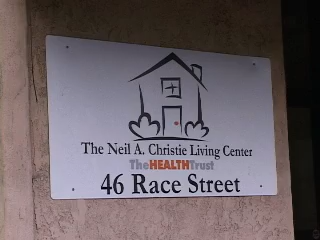 The Neil A. Christie Living Center
TheHEALTHTrust
46 Race Street